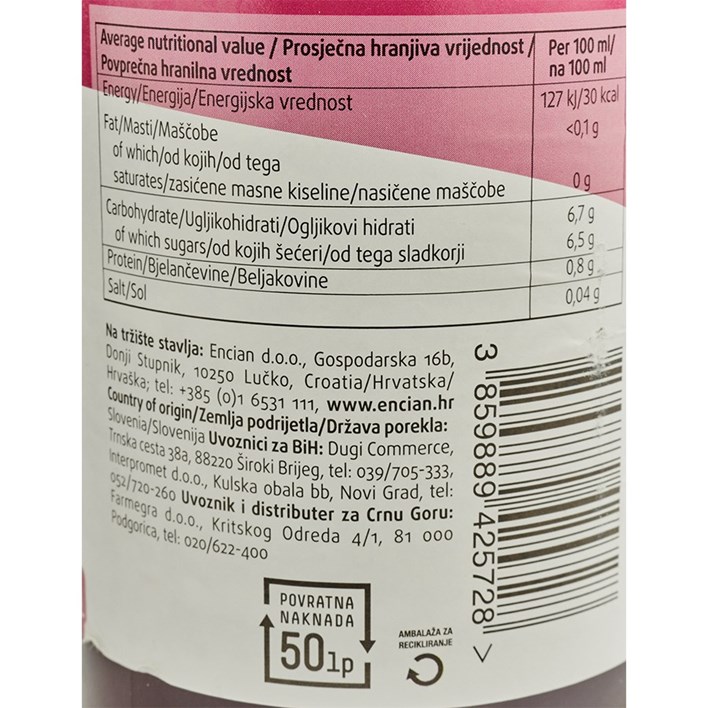 Average nutritional value / Prosječna hranjiva vrijednost /
Povprečna hranilna vrednost
Per 100 ml/
na 100 ml
Energy/Energija/Energijska vrednost 127 kJ/30 kcal
Fat/Masti/Maščobe <0,1 g
of which/od kojih/od tega
saturates/zasićene masne kiseline/nasičene maščobe 0 g
Carbohydrate/Ugljikohidrati/Ogljikovi hidrati 6,7 g
of which sugars/od kojih šećeri/od tega sladkorji 6,5 g
Protein/Bjelančevine/Beljakovine 0,8 g
Salt/Sol 0,04 g
Na tržište stavlja: Encian d.o.o., Gospodarska 16b,
Donji Stupnik, 10250 Lučko, Croatia/Hrvatska/
Hrvaška; tel: +385 (0)1 6531 111, www.encian.hr
Country of origin/Zemlja podrijetla/Država porekla:
Slovenia/Slovenija Uvoznici za BiH: Dugi Commerce,
Trnska cesta 38a, 88220 Široki Brijeg, tel: 039/705-333,
Interpromet d.o.o., Kulska obala bb, Novi Grad, tel:
052/720-260 Uvoznik i distributer za Crnu Goru:
Farmegra d.o.o., Kritskog Odreda 4/1, 81 000
Podgorica, tel: 020/622-400
3 859889 425728 >
POVRATNA
NAKNADA
50lp
AMBALAŽA ZA
RECIKLIRANJE